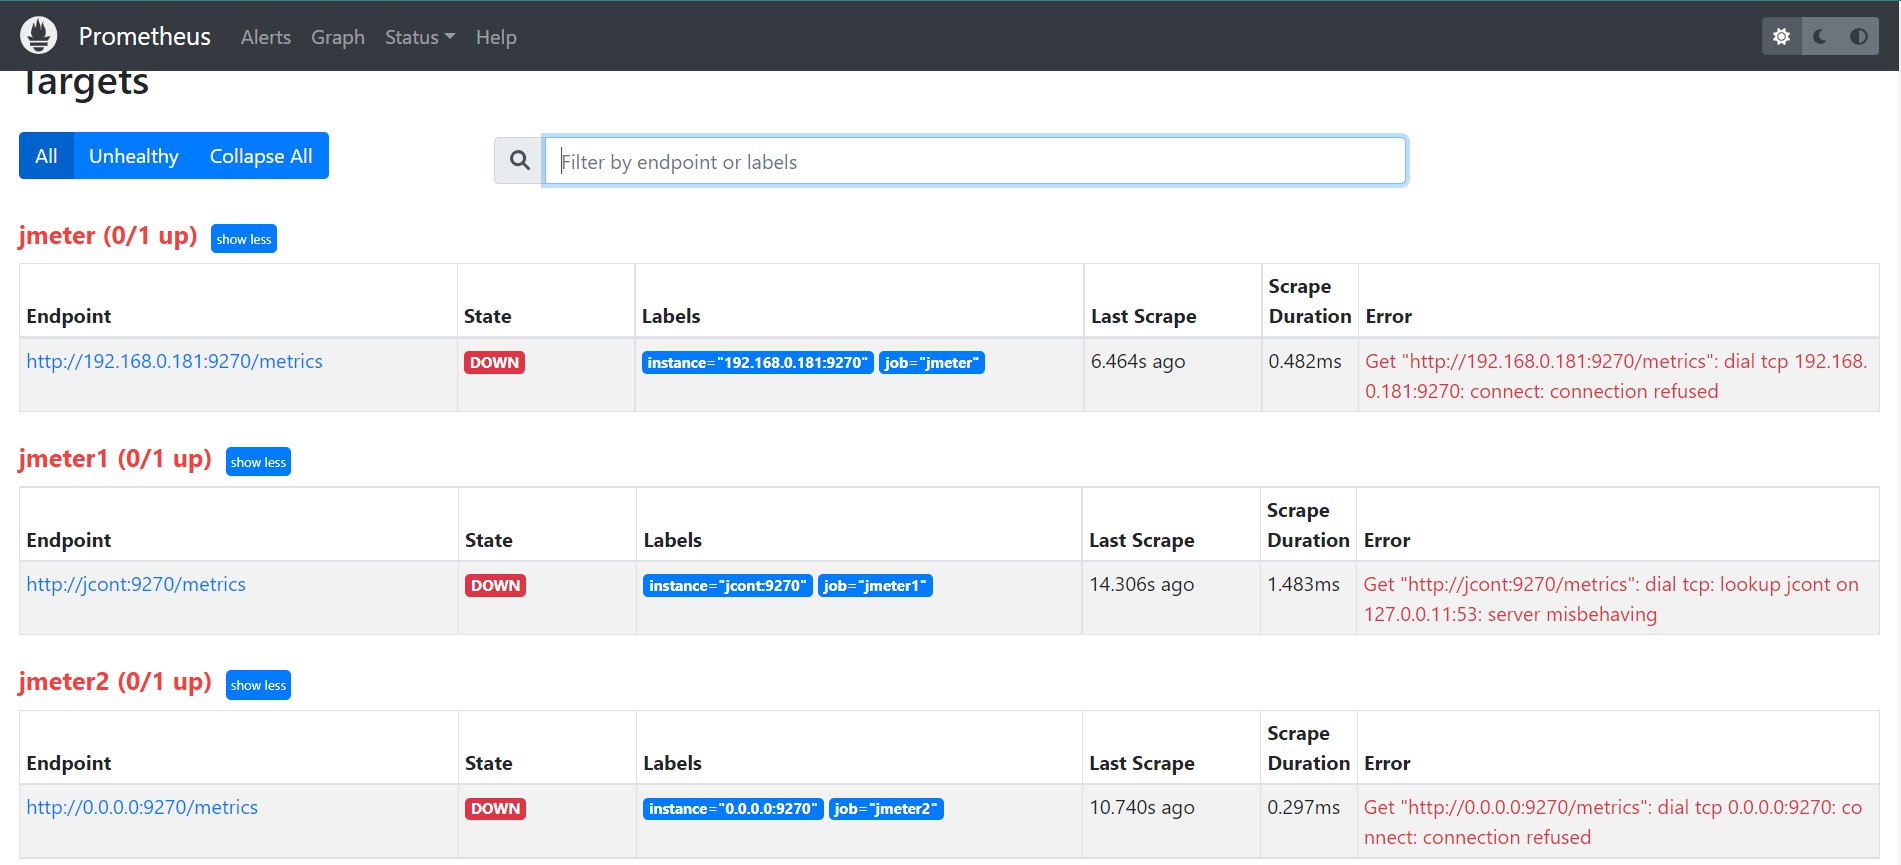 Prometheus Alerts Graph Status Help
Targets
All Unhealthy Collapse All
Filter by endpoint or labels
jmeter (0/1 up) show less
Endpoint State Labels Last Scrape Scrape Duration Error
http://192.168.0.181:9270/metrics DOWN instance="192.168.0.181:9270" job="jmeter" 6.464s ago 0.482ms Get "http://192.168.0.181:9270/metrics": dial tcp 192.168.
0.181:9270: connect: connection refused
jmeter1 (0/1 up) show less
Endpoint State Labels Last Scrape Scrape Duration Error
http://jcont:9270/metrics DOWN instance="jcont:9270" job="jmeter1" 14.306s ago 1.483ms Get "http://jcont:9270/metrics": dial tcp: lookup jcont on
127.0.0.11:53: server misbehaving
jmeter2 (0/1 up) show less
Endpoint State Labels Last Scrape Scrape Duration Error
http://0.0.0.0:9270/metrics DOWN instance="0.0.0.0:9270" job="jmeter2" 10.740s ago 0.297ms Get "http://0.0.0.0:9270/metrics": dial tcp 0.0.0.0:9270: co
nnect: connection refused